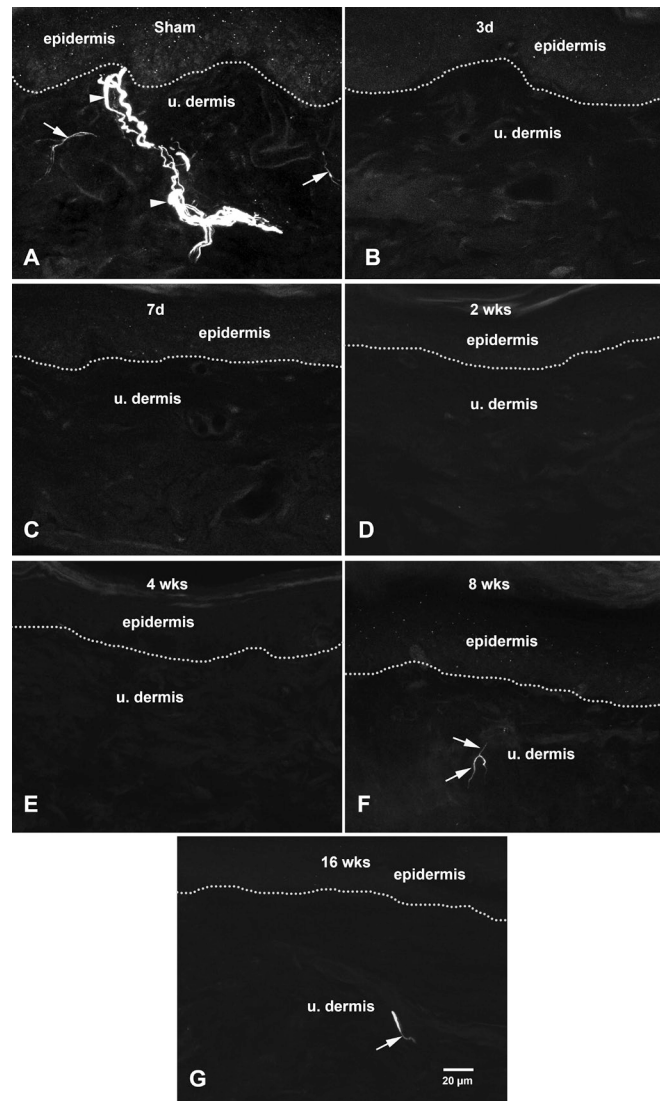 Sham
epidermis
u. dermis
A
3d
epidermis
u. dermis
B
7d
epidermis
u. dermis
C
2 wks
epidermis
u. dermis
D
4 wks
epidermis
u. dermis
E
8 wks
epidermis
u. dermis
F
16 wks
epidermis
u. dermis
G
20 µm